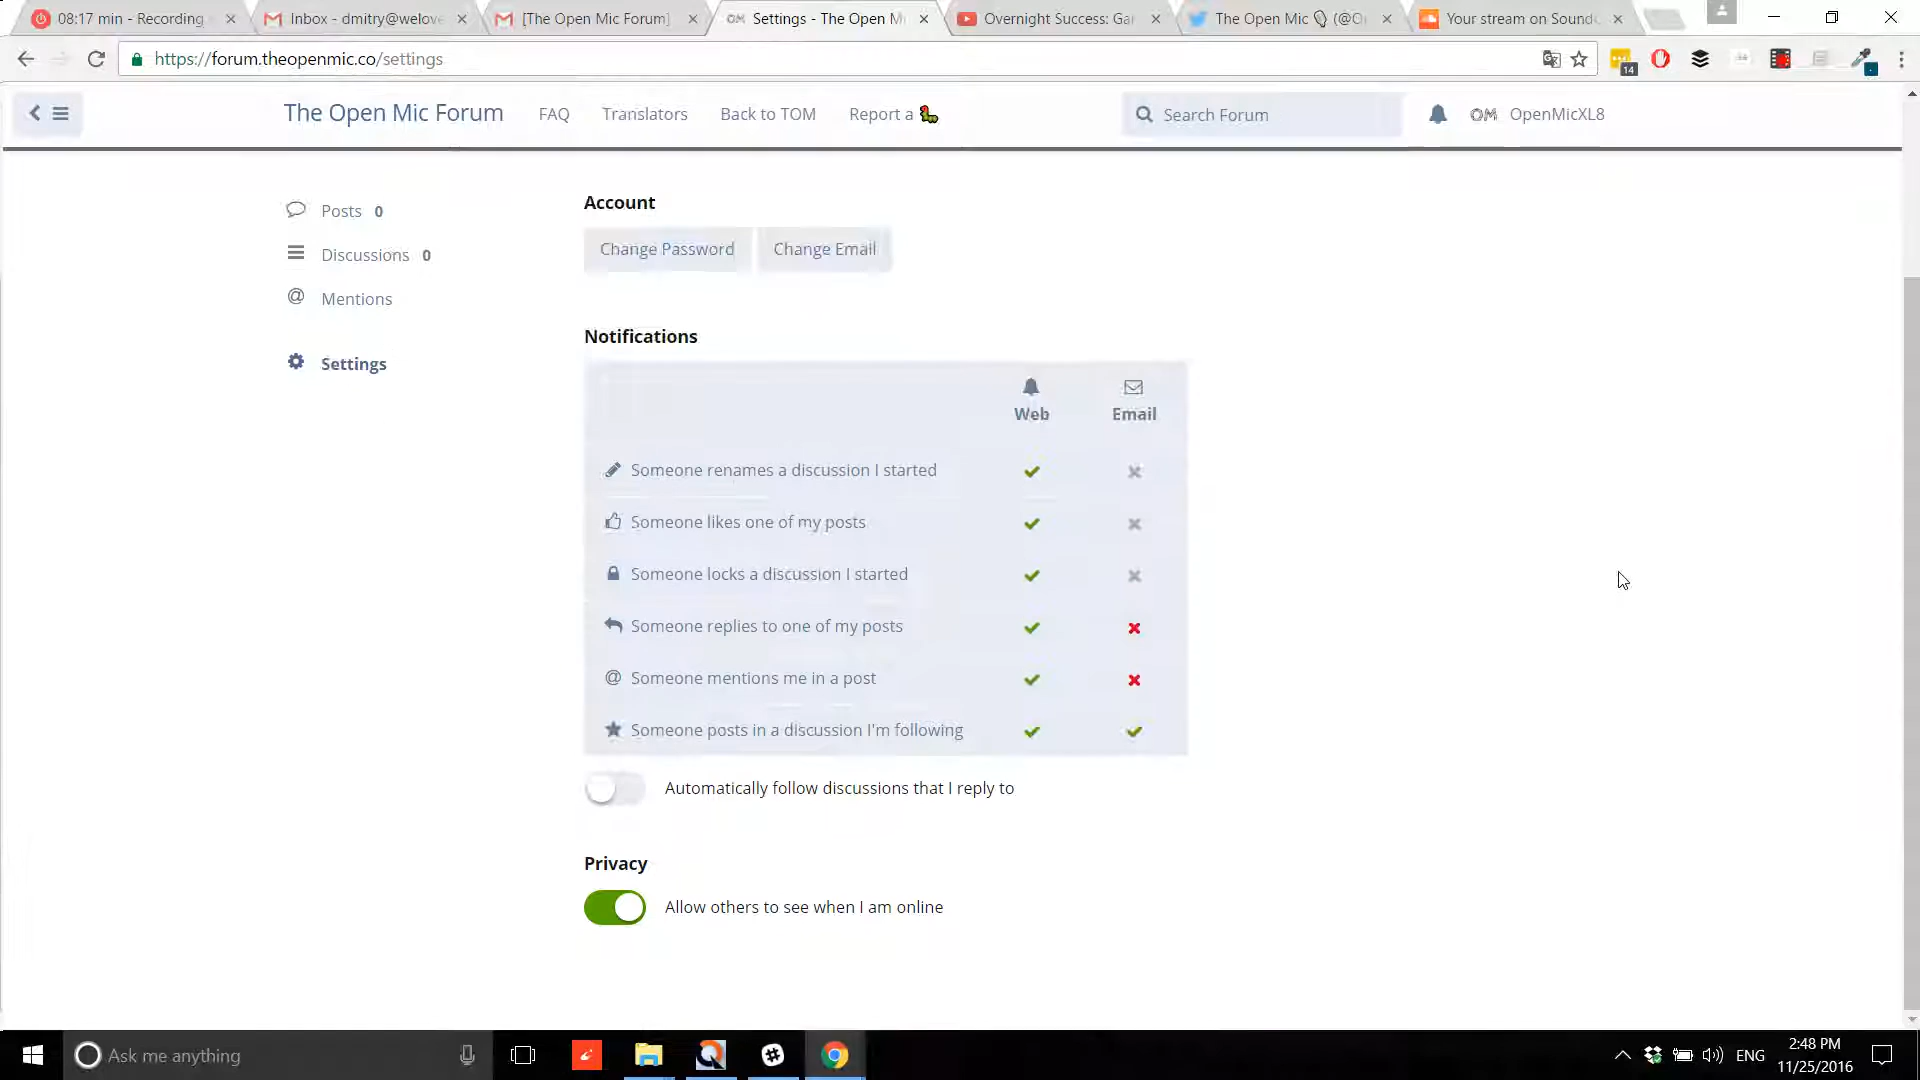 08:17 min - Recording
Inbox - dmitry@welove
[The Open Mic Forum]
Settings - The Open M
Overnight Success: Ga
The Open Mic
(@O
Your stream on Sound
https://forum.theopenmic.co/settings
14
The Open Mic Forum
FAQ
Translators
Back to TOM
Report a
Search Forum
OM OpenMicXL8
Posts 0
Discussions 0
Mentions
Settings
Account
Change Password
Change Email
Notifications
Web
Email
Someone renames a discussion I started
Someone likes one of my posts
Someone locks a discussion I started
Someone replies to one of my posts
@ Someone mentions me in a post
Someone posts in a discussion I'm following
Automatically follow discussions that I reply to
Privacy
Allow others to see when I am online
Ask me anything
ENG
2:48 PM
11/25/2016